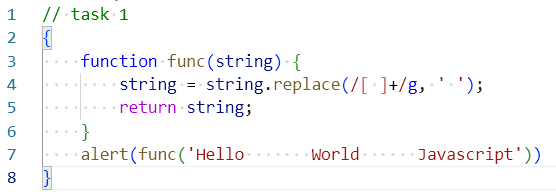 1 // task 1
2 {
3     function func(string) {
4         string = string.replace(/[ ]+/g, ' ');
5         return string;
6     }
7     alert(func('Hello       World      Javascript'))
8 }